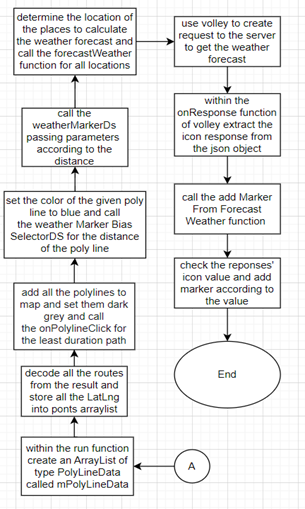 determine the location of
the places to calculate
the weather forecast and
call the forecastWeather
function for all locations
call the
weatherMarkerDs
passing parameters
according to the
distance
set the color of the given poly
line to blue and call
the weather Marker Bias
SelectorDS for the distance
of the poly line
add all the polylines to
map and set them dark
grey and call
the onPolylineClick for
the least duration path
decode all the routes
from the result and
store all the LatLng
into ponts arraylist
within the run function
create an ArrayList of
type PolyLineData
called mPolyLineData
A
use volley to create
request to the server
to get the weather
forecast
within the
onResponse function
of volley extract the
icon response from
the json object
call the add Marker
From Forecast
Weather function
check the reponses'
icon value and add
marker according to
the value
End